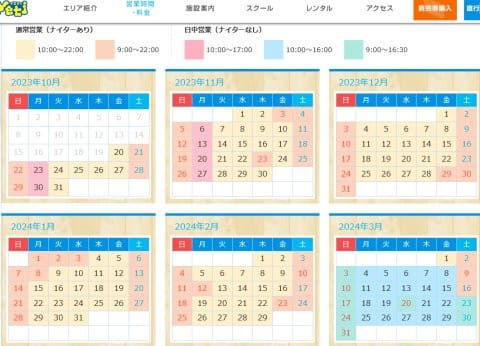 Yeti
エリア紹介
営業時間
・料金
施設案内
スクール
レンタル
アクセス
前売券購入
通常営業（ナイターあり）
10:00〜22:00
9:00〜22:00
日中営業（ナイターなし）
10:00〜17:00
10:00〜16:00
9:00〜16:30
2023年10月
日 月 火 水 木 金 土
1 2 3 4 5 6 7
8 9 10 11 12 13 14
15 16 17 18 19 20 21
22 23 24 25 26 27 28
29 30 31
2023年11月
日 月 火 水 木 金 土
1 2 3 4
5 6 7 8 9 10 11
12 13 14 15 16 17 18
19 20 21 22 23 24 25
26 27 28 29 30
2023年12月
日 月 火 水 木 金 土
1 2
3 4 5 6 7 8 9
10 11 12 13 14 15 16
17 18 19 20 21 22 23
24 25 26 27 28 29 30
31
2024年1月
日 月 火 水 木 金 土
1 2 3 4 5 6
7 8 9 10 11 12 13
14 15 16 17 18 19 20
21 22 23 24 25 26 27
28 29 30 31
2024年2月
日 月 火 水 木 金 土
1 2 3
4 5 6 7 8 9 10
11 12 13 14 15 16 17
18 19 20 21 22 23 24
25 26 27 28 29
2024年3月
日 月 火 水 木 金 土
1 2
3 4 5 6 7 8 9
10 11 12 13 14 15 16
17 18 19 20 21 22 23
24 25 26 27 28 29 30
31